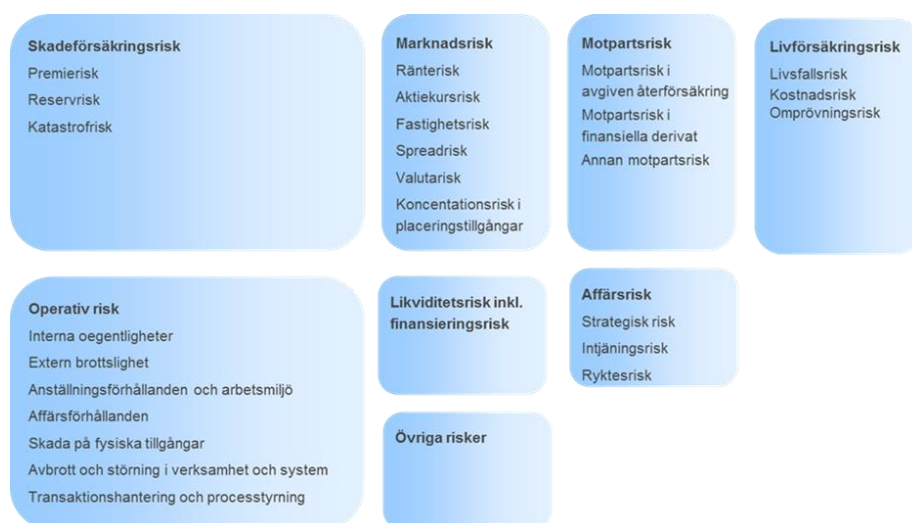 Skadeförsäkringsrisk
Premierisk
Reservrisk
Katastrofrisk
Marknadsrisk
Ränterisk
Aktiekursrisk
Fastighetsrisk
Spreadrisk
Valutarisk
Koncentationsrisk i
placeringstillgångar
Motpartsrisk
Motpartsrisk i
avgiven återförsäkring
Motpartsrisk i
finansiella derivat
Annan motpartsrisk
Livförsäkringsrisk
Livsfallsrisk
Kostnadsrisk
Omprövningsrisk
Operativ risk
Interna oegentligheter
Extern brottslighet
Anställningsförhållanden och arbetsmiljö
Affärsförhållanden
Skada på fysiska tillgångar
Avbrott och störning i verksamhet och system
Transaktionshantering och processtyrning
Likviditetsrisk inkl.
finansieringsrisk
Övriga risker
Affärsrisk
Strategisk risk
Intjäningsrisk
Ryktesrisk